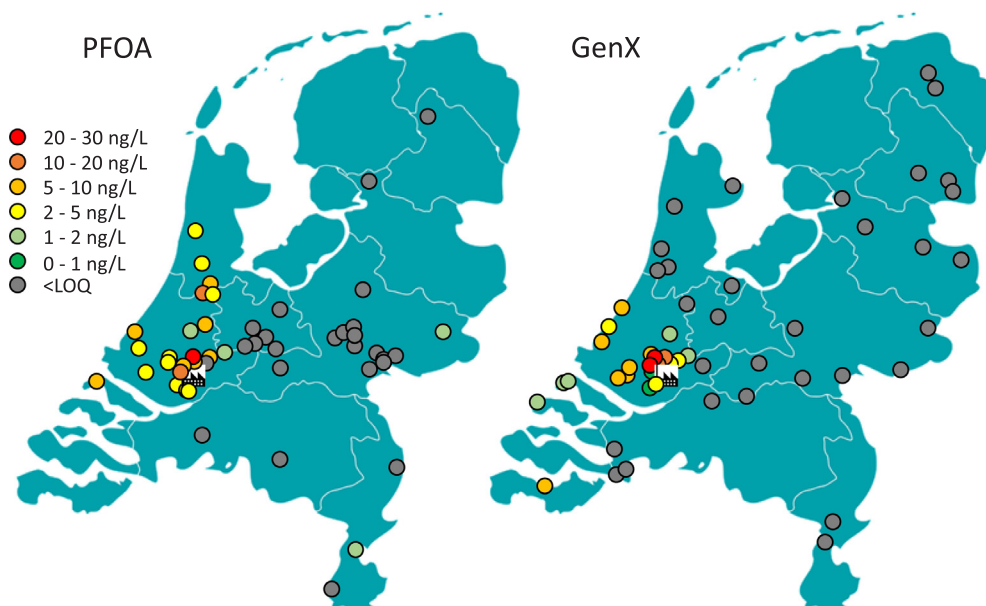 PFOA
GenX
20 - 30 ng/L
10 - 20 ng/L
5 - 10 ng/L
2 - 5 ng/L
1 - 2 ng/L
0 - 1 ng/L
<LOQ